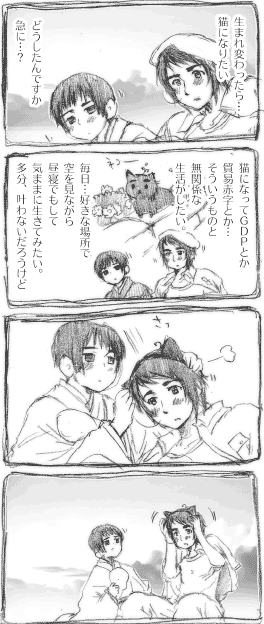 生まれ変わったら?…
猫になりたい
どうしたんですか
急に…?
猫になってGDPとか
貿易赤字とか…
そういうものと
無関係な
生活がしたい。
毎日…好きな場所で
空を見ながら
昼寝でもして
気ままに生きてみたい。
多分、叶わないだろうけど